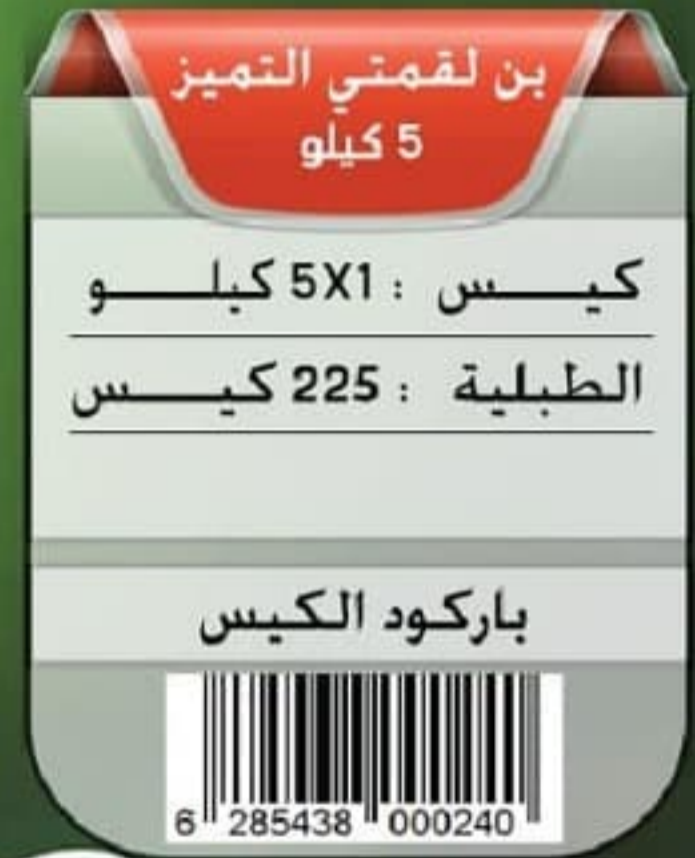 بن لقمتي التميز
5 كيلو
كيـــس : 5X1 كيلـــو
الطبلية : 225 كيـــس
باركود الكيس
6 285438 000240